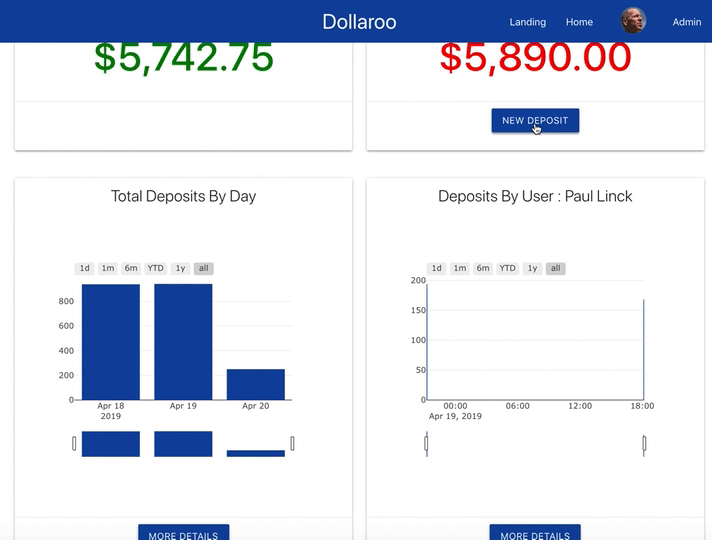 Dollaroo
Landing Home Admin
$5,742.75
$5,890.00
NEW DEPOSIT
Total Deposits By Day
1d 1m 6m YTD 1y all
800
600
400
200
0
Apr 18 Apr 19 Apr 20
2019
MORE DETAILS
Deposits By User : Paul Linck
1d 1m 6m YTD 1y all
200
150
100
50
0
00:00 06:00 12:00 18:00
Apr 19, 2019
MORE DETAILS